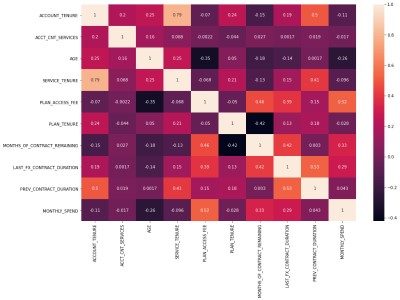 ACCOUNT_TENURE 1 0.2 0.25 0.79 -0.07 0.24 -0.15 0.19 0.5 -0.11
ACCT_CNT_SERVICES 0.2 1 0.16 0.068 -0.0022 -0.044 0.027 0.0017 0.019 -0.017
AGE 0.25 0.16 1 0.25 -0.35 0.05 -0.18 -0.14 0.0017 -0.26
SERVICE_TENURE 0.79 0.068 0.25 1 -0.068 0.21 -0.13 0.15 0.41 -0.096
PLAN_ACCESS_FEE -0.07 -0.0022 -0.35 -0.068 1 -0.05 0.46 0.39 0.15 0.52
PLAN_TENURE 0.24 -0.044 0.05 0.21 -0.05 1 -0.42 0.13 0.18 -0.028
MONTHS_OF_CONTRACT_REMAINING -0.15 0.027 -0.18 -0.13 0.46 -0.42 1 0.42 0.003 0.33
LAST_FX_CONTRACT_DURATION 0.19 0.0017 -0.14 0.15 0.39 0.13 0.42 1 0.53 0.29
PREV_CONTRACT_DURATION 0.5 0.019 0.0017 0.41 0.15 0.18 0.003 0.53 1 0.043
MONTHLY_SPEND -0.11 -0.017 -0.26 -0.096 0.52 -0.028 0.33 0.29 0.043 1
ACCOUNT_TENURE
ACCT_CNT_SERVICES
AGE
SERVICE_TENURE
PLAN_ACCESS_FEE
PLAN_TENURE
MONTHS_OF_CONTRACT_REMAINING
LAST_FX_CONTRACT_DURATION
PREV_CONTRACT_DURATION
MONTHLY_SPEND
1.0
0.8
0.6
0.4
0.2
0.0
-0.2
-0.4